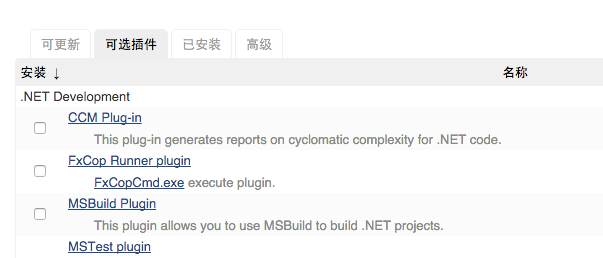 可更新 可选插件 已安装 高级
安装 ↓ 名称
.NET Development
CCM Plug-in
This plug-in generates reports on cyclomatic complexity for .NET code.
FxCop Runner plugin
FxCopCmd.exe execute plugin.
MSBuild Plugin
This plugin allows you to use MSBuild to build .NET projects.
MSTest plugin